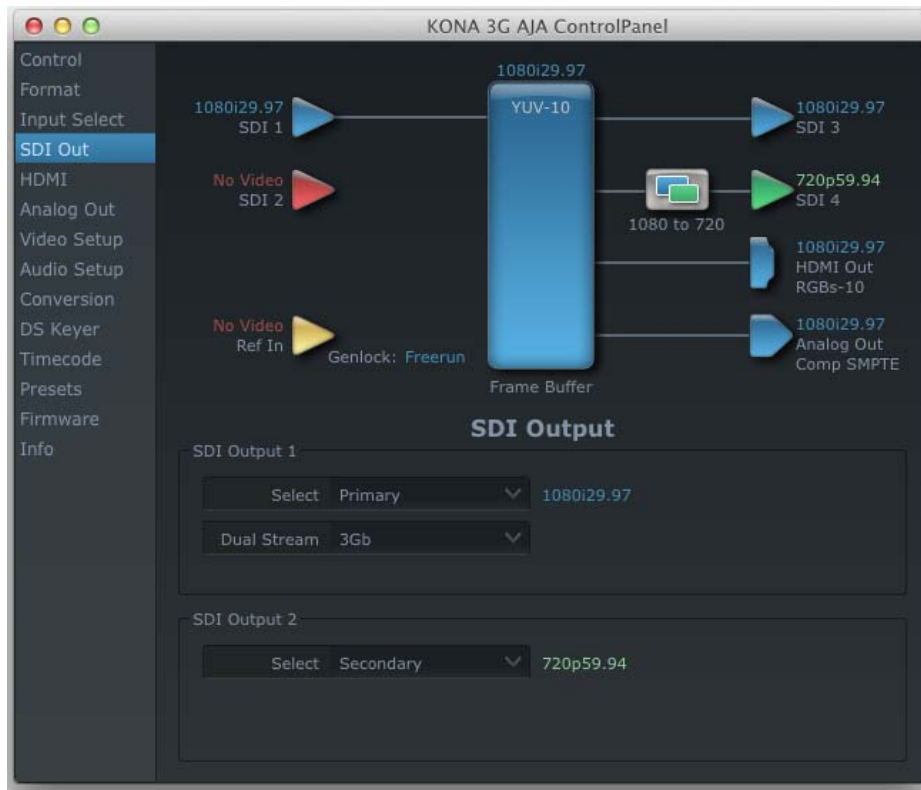 KONA 3G AJA ControlPanel
Control
Format
Input Select
SDI Out
HDMI
Analog Out
Video Setup
Audio Setup
Conversion
DS Keyer
Timecode
Presets
Firmware
Info
1080i29.97
YUV-10
1080i29.97
SDI 1
No Video
SDI 2
No Video
Ref In
Genlock: Freerun
Frame Buffer
1080i29.97
SDI 3
1080 to 720
720p59.94
SDI 4
1080i29.97
HDMI Out
RGBs-10
1080i29.97
Analog Out
Comp SMPTE
SDI Output
SDI Output 1
Select Primary 1080i29.97
Dual Stream 3Gb
SDI Output 2
Select Secondary 720p59.94